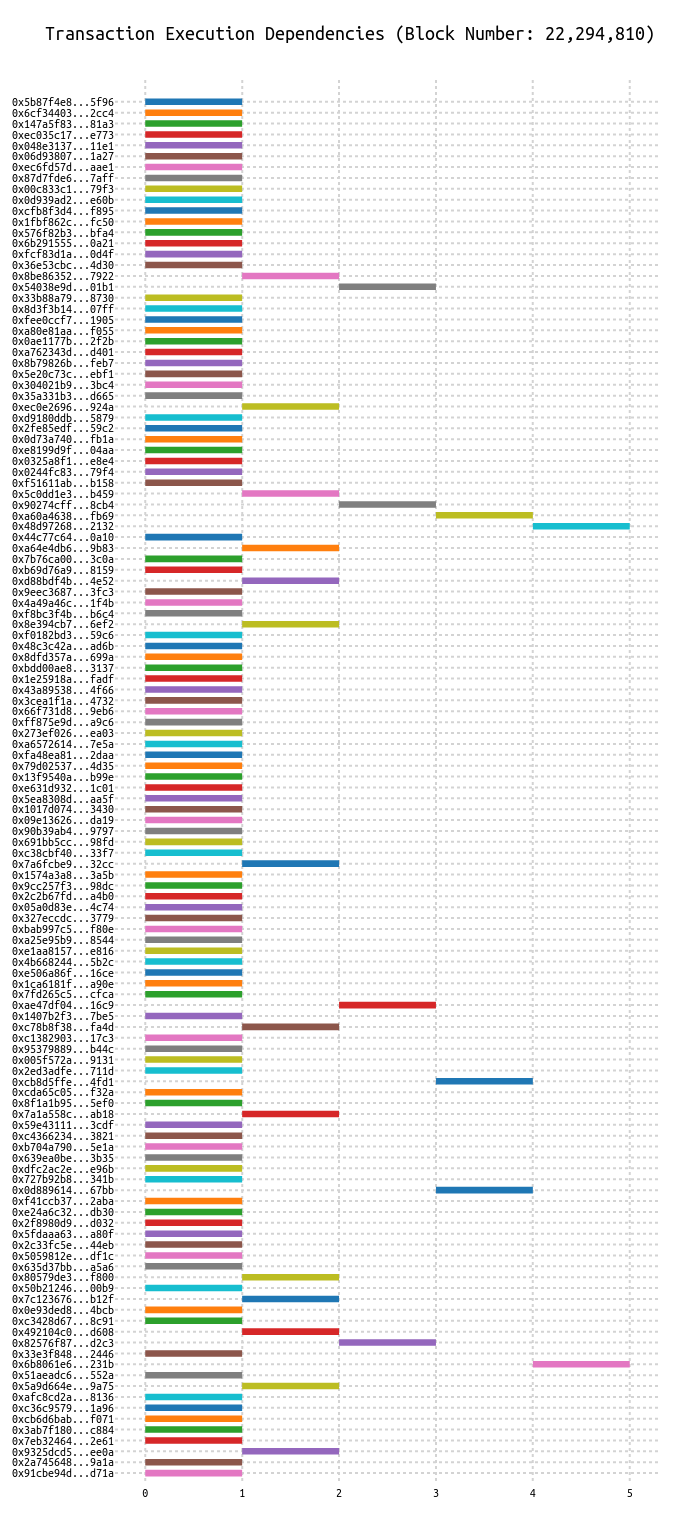 Transaction Execution Dependencies (Block Number: 22,294,810)
0x5b87f4e8...5f96
0x6cf34403...2cc4
0x147a5f83...81a3
0xec035c17...e773
0x048e3137...11e1
0x06d93807...1a27
0xec6fd57d...aae1
0x87d7fde6...7aff
0x00c833c1...79f3
0x0d939ad2...e60b
0xcfb8f3d4...f895
0x1fbf862c...fc50
0x576f82b3...bfa4
0x6b291555...0a21
0xfcf83d1a...0d4f
0x36e53cbc...4d30
0x8be86352...7922
0x54038e9d...01b1
0x33b88a79...8730
0x8d3f3b14...07ff
0xfee0ccf7...1905
0xa80e81aa...f055
0x0ae1177b...2f2b
0xa762343d...d401
0x8b79826b...feb7
0x5e20c73c...ebf1
0x304021b9...3bc4
0x35a331b3...d665
0xec0e2696...924a
0xd9180ddb...5879
0x2fe85edf...59c2
0x0d73a740...fb1a
0xe8199d9f...04aa
0x0325a8f1...e8e4
0x0244fc83...79f4
0xf51611ab...b158
0x5c0dd1e3...b459
0x90274cff...8cb4
0xa60a4638...fb69
0x48d97268...2132
0x44c77c64...0a10
0xa64e4db6...9b83
0x7b76ca00...3c0a
0xb69d76a9...8159
0xd88bdf4b...4e52
0x9eec3687...3fc3
0x4a49a46c...1f4b
0xf8bc3f4b...b6c4
0x8e394cb7...6ef2
0xf0182bd3...59c6
0x48c3c42a...ad6b
0x8dfd357a...699a
0xbdd00ae8...3137
0x1e25918a...fadf
0x43a89538...4f66
0x3cea1f1a...4732
0x66f731d8...9eb6
0xff875e9d...a9c6
0x273ef026...ea03
0xa6572614...7e5a
0xfa48ea81...2daa
0x79d02537...4d35
0x13f9540a...b99e
0xe631d932...1c01
0x5ea8308d...aa5f
0x1017d074...3430
0x09e13626...da19
0x90b39ab4...9797
0x691bb5cc...98fd
0xc38cbf40...33f7
0x7a6fcbe9...32cc
0x1574a3a8...3a5b
0x9cc257f3...98dc
0x2c2b67fd...a4b0
0x05a0d83e...4c74
0x327eccdc...3779
0xbab997c5...f80e
0xa25e95b9...8544
0xe1aa8157...e816
0x4b668244...5b2c
0xe506a86f...16ce
0x1ca6181f...a90e
0x7fd265c5...cfca
0xae47df04...16c9
0x1407b2f3...7be5
0xc78b8f38...fa4d
0xc1382903...17c3
0x95379889...b44c
0x005f572a...9131
0x2ed3adfe...711d
0xcb8d5ffe...4fd1
0xcda65c05...f32a
0x8f1a1b95...5ef0
0x7a1a558c...ab18
0x59e43111...3cdf
0xc4366234...3821
0xb704a790...5e1a
0x639ea0be...3b35
0xdfc2ac2e...e96b
0x727b92b8...341b
0x0d889614...67bb
0xf41ccb37...2aba
0xe24a6c32...db30
0x2f8980d9...d032
0x5fdaaa63...a80f
0x2c33fc5e...44eb
0x5059812e...df1c
0x635d37bb...a5a6
0x80579de3...f800
0x50b21246...00b9
0x7c123676...b12f
0x0e93ded8...4bcb
0xc3428d67...8c91
0x492104c0...d608
0x82576f87...d2c3
0x33e3f848...2446
0x6b8061e6...231b
0x51aeadc6...552a
0x5a9d664e...9a75
0xafc8cd2a...8136
0xc36c9579...1a96
0xcb6d6bab...f071
0x3ab7f180...c884
0x7eb32464...2e61
0x9325dcd5...ee0a
0x2a745648...9a1a
0x91cbe94d...d71a
0 1 2 3 4 5